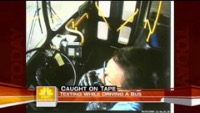 CAUGHT ON TAPE
TEXTING WHILE DRIVING A BUS